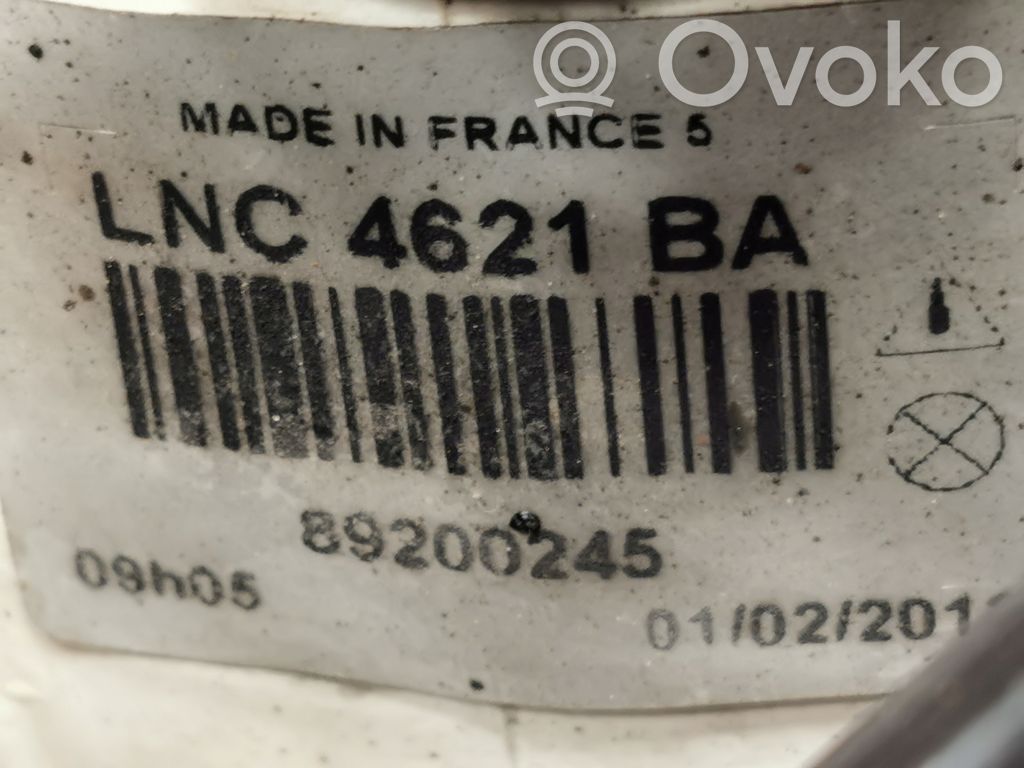 Ovoko
MADE IN FRANCE 5
LNC 4621 BA
89200245
09h05